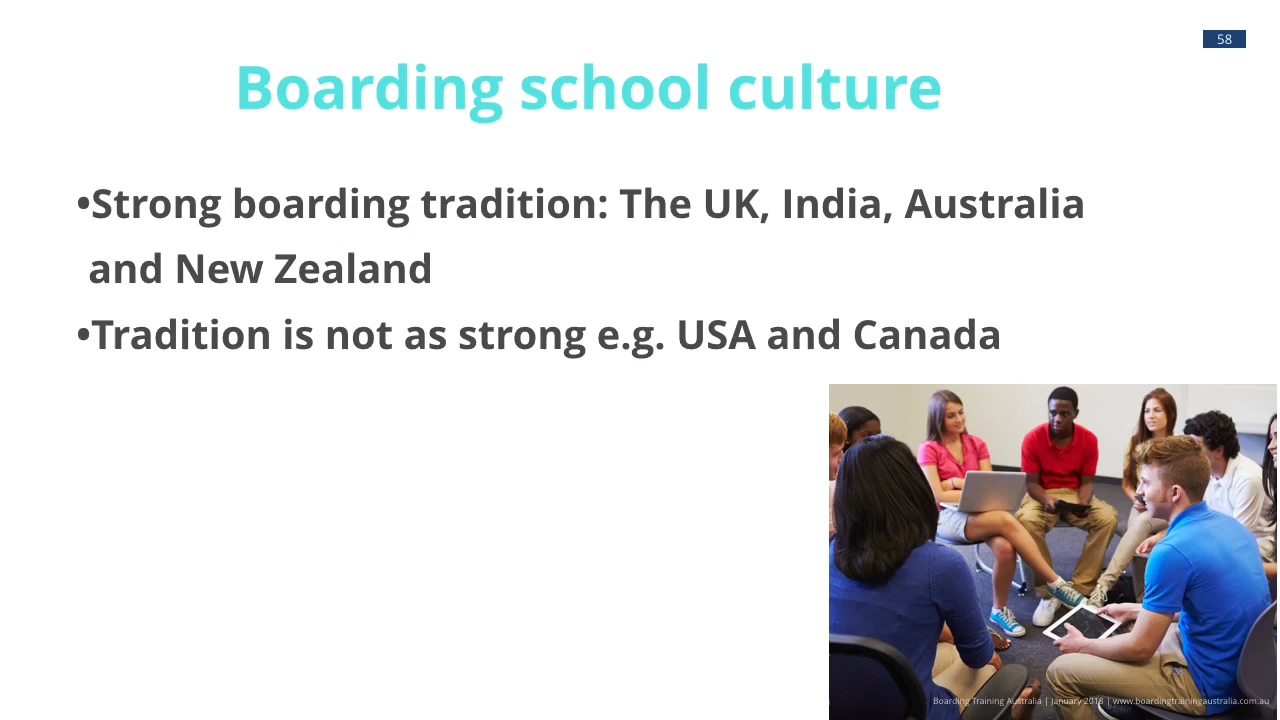 58
Boarding school culture
•Strong boarding tradition: The UK, India, Australia
and New Zealand
•Tradition is not as strong e.g. USA and Canada
Boarding Training Australia | January 2018 | www.boardingtrainingaustralia.com.au